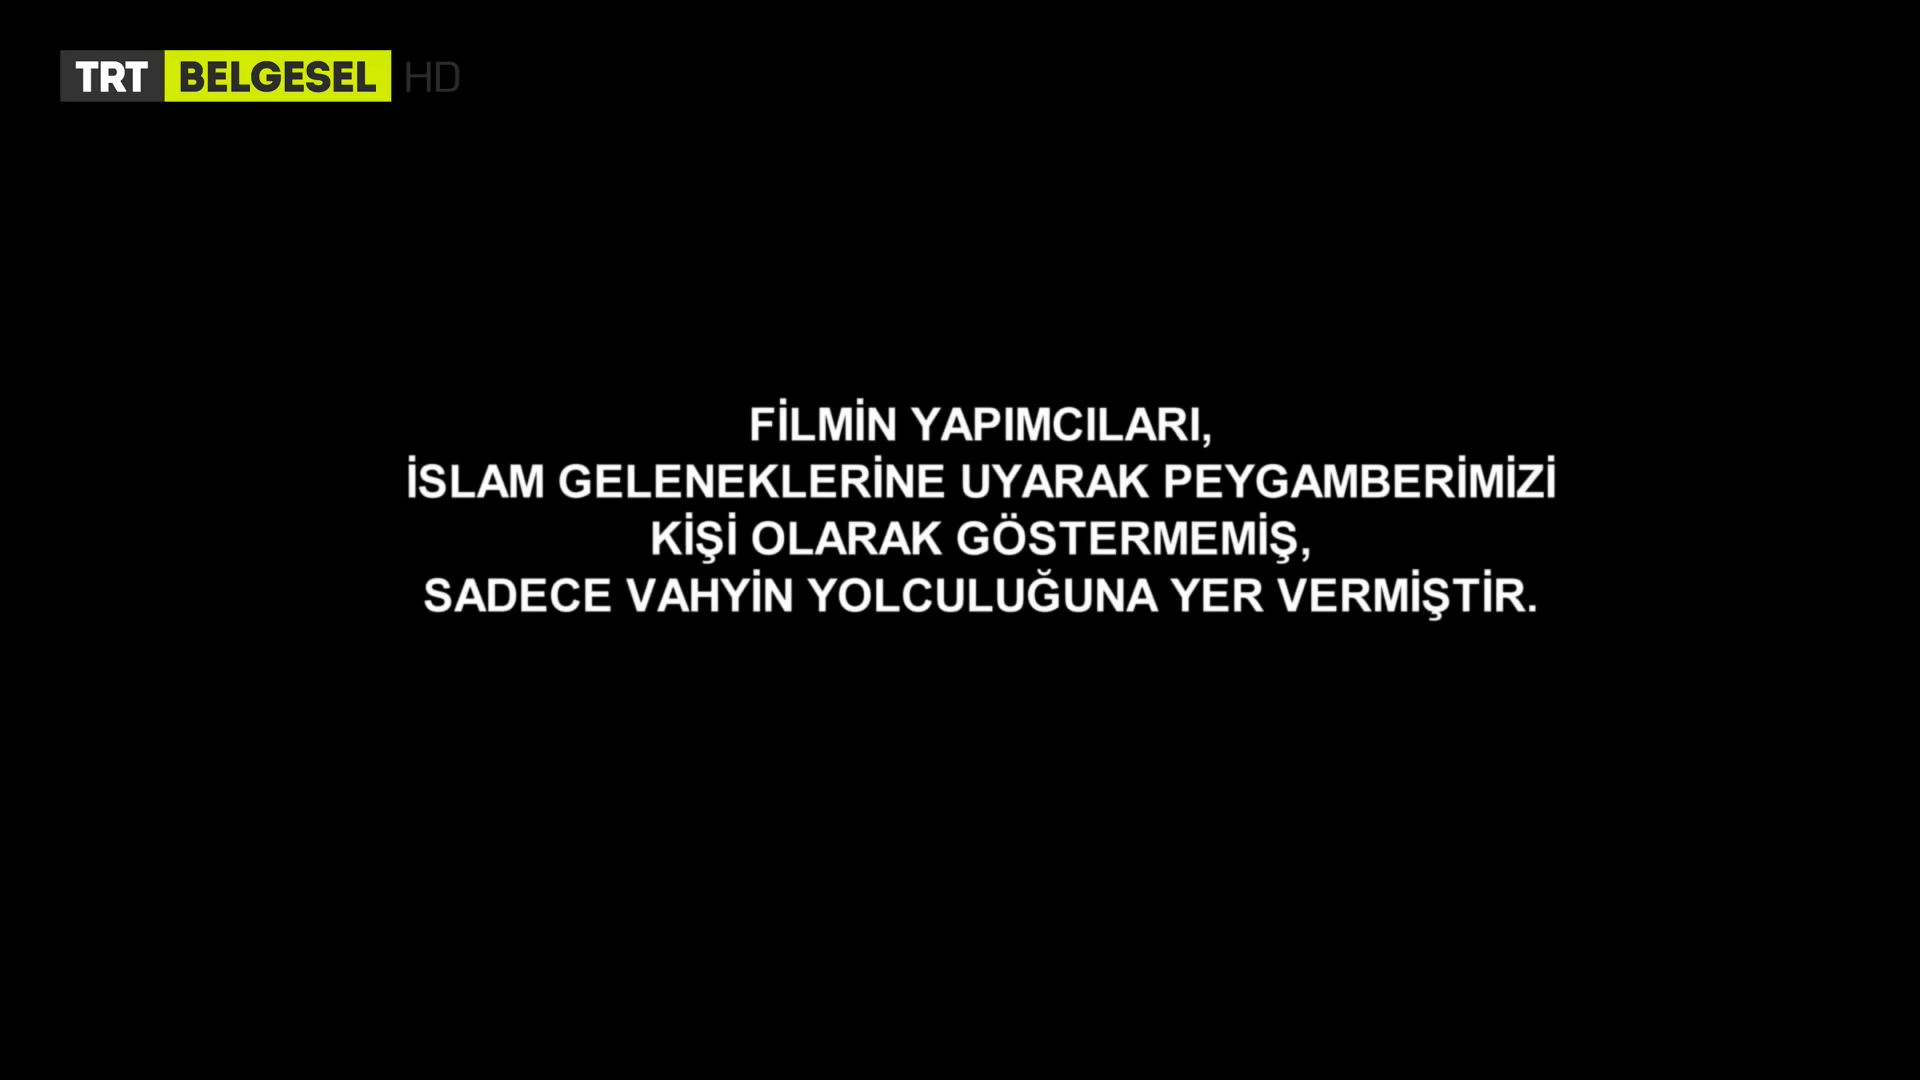 TRT BELGESEL HD
FİLMİN YAPIMCILARI,
İSLAM GELENEKLERİNE UYARAK PEYGAMBERİMİZİ
KİŞİ OLARAK GÖSTERMEMİŞ,
SADECE VAHYİN YOLCULUĞUNA YER VERMİŞTİR.